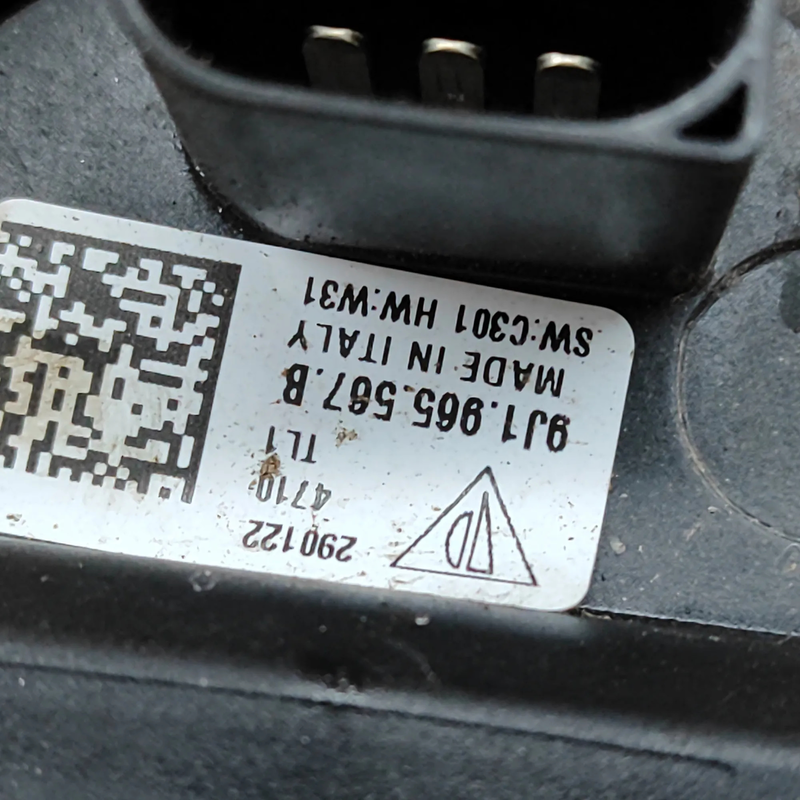 290122
4710
TL1
9J1.965.567.B
MADE IN ITALY
SW:C301 HW:W31